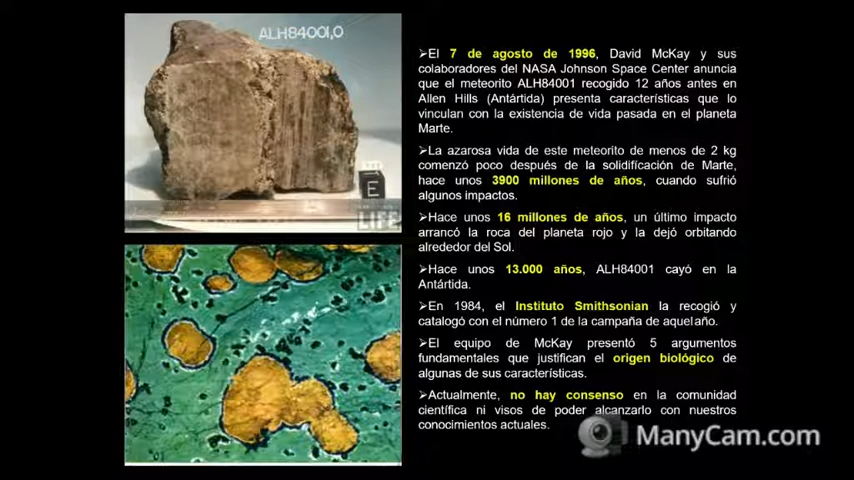 ALH84001,0
E
LIFE
➢El 7 de agosto de 1996, David McKay y sus
colaboradores del NASA Johnson Space Center anuncia
que el meteorito ALH84001 recogido 12 años antes en
Allen Hills (Antártida) presenta características que lo
vinculan con la existencia de vida pasada en el planeta
Marte.
➢La azarosa vida de este meteorito de menos de 2 kg
comenzó poco después de la solidificación de Marte,
hace unos 3900 millones de años, cuando sufrió
algunos impactos.
➢Hace unos 16 millones de años, un último impacto
arrancó la roca del planeta rojo y la dejó orbitando
alrededor del Sol.
➢Hace unos 13.000 años, ALH84001 cayó en la
Antártida.
➢En 1984, el Instituto Smithsonian la recogió y
catalogó con el número 1 de la campaña de aquel año.
➢El equipo de McKay presentó 5 argumentos
fundamentales que justifican el origen biológico de
algunas de sus características.
➢Actualmente, no hay consenso en la comunidad
científica ni visos de poder alcanzarlo con nuestros
conocimientos actuales.
ManyCam.com